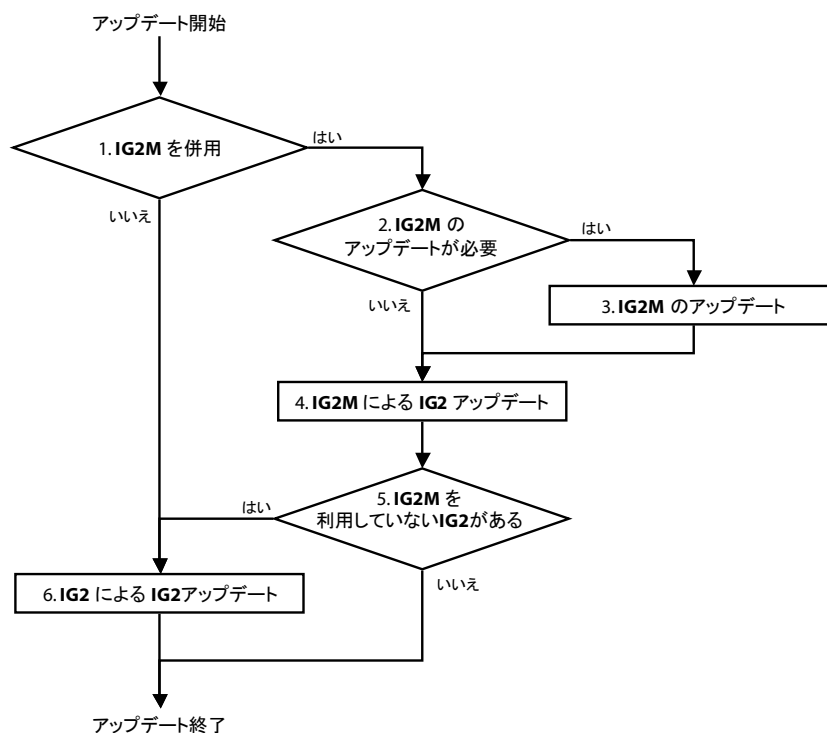 アップデート開始
1. IG2M を併用
はい
いいえ
2. IG2M の
アップデートが必要
はい
いいえ
3. IG2M のアップデート
4. IG2M による IG2 アップデート
5. IG2M を
利用していないIG2がある
はい
いいえ
6. IG2 による IG2アップデート
アップデート終了